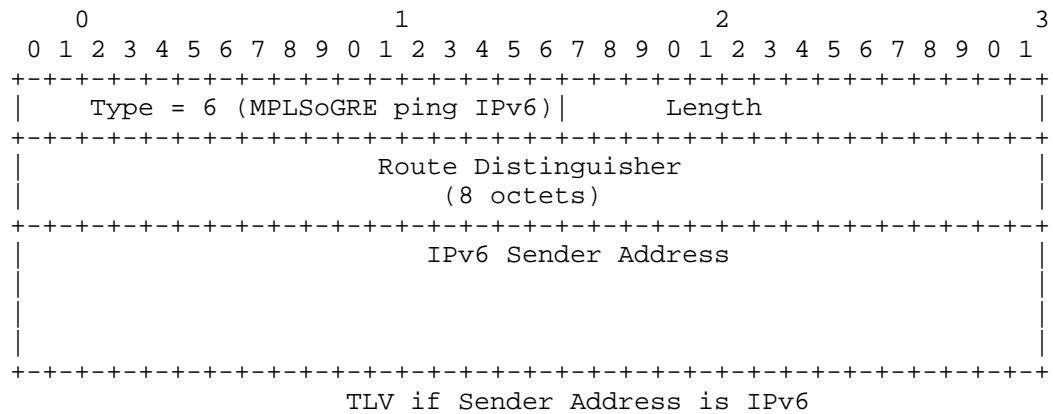 0                   1                   2                   3
0 1 2 3 4 5 6 7 8 9 0 1 2 3 4 5 6 7 8 9 0 1 2 3 4 5 6 7 8 9 0 1
+-+-+-+-+-+-+-+-+-+-+-+-+-+-+-+-+-+-+-+-+-+-+-+-+-+-+-+-+-+-+-+-+
|    Type = 6 (MPLSoGRE ping IPv6)|      Length                 |
+-+-+-+-+-+-+-+-+-+-+-+-+-+-+-+-+-+-+-+-+-+-+-+-+-+-+-+-+-+-+-+-+
|                      Route Distinguisher                      |
|                          (8 octets)                           |
+-+-+-+-+-+-+-+-+-+-+-+-+-+-+-+-+-+-+-+-+-+-+-+-+-+-+-+-+-+-+-+-+
|                         IPv6 Sender Address                   |
|                                                               |
|                                                               |
|                                                               |
+-+-+-+-+-+-+-+-+-+-+-+-+-+-+-+-+-+-+-+-+-+-+-+-+-+-+-+-+-+-+-+-+
TLV if Sender Address is IPv6